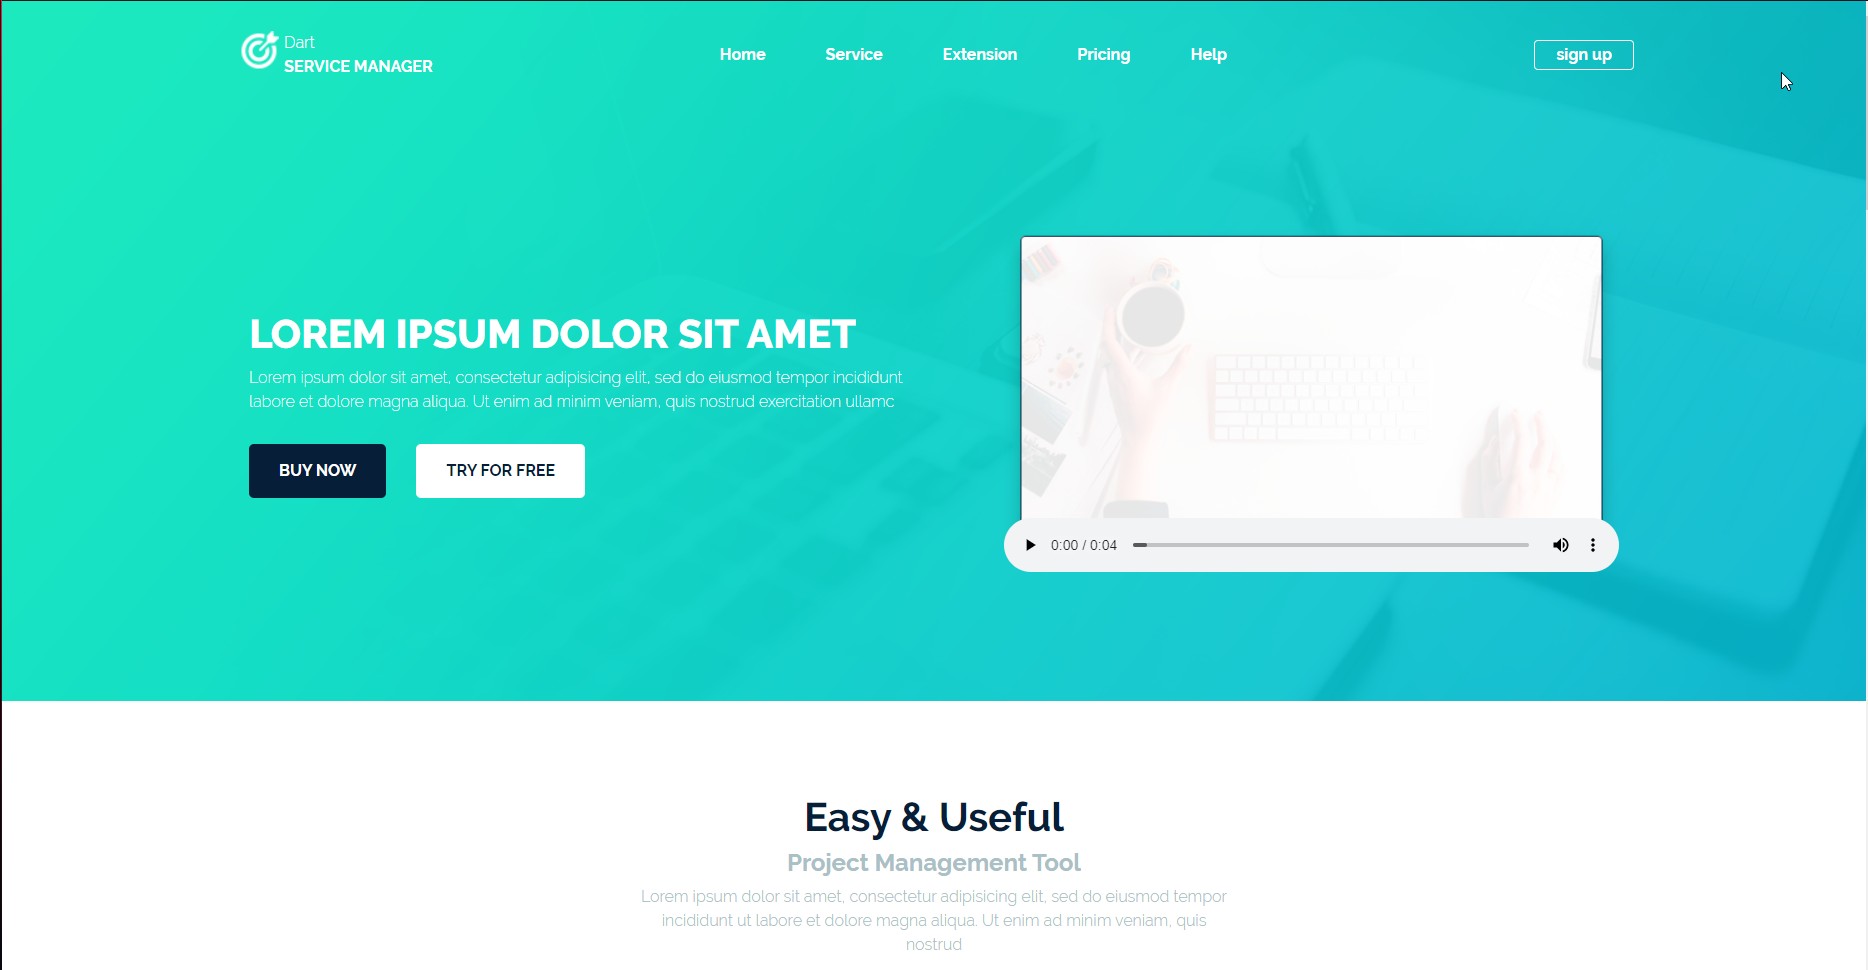 Dart
SERVICE MANAGER
Home
Service
Extension
Pricing
Help
sign up
LOREM IPSUM DOLOR SIT AMET
Lorem ipsum dolor sit amet, consectetur adipisicing elit, sed do eiusmod tempor incididunt
labore et dolore magna aliqua. Ut enim ad minim veniam, quis nostrud exercitation ullamc
BUY NOW
TRY FOR FREE
0:00 / 0:04
Easy & Useful
Project Management Tool
Lorem ipsum dolor sit amet, consectetur adipisicing elit, sed do eiusmod tempor
incididunt ut labore et dolore magna aliqua. Ut enim ad minim veniam, quis
nostrud